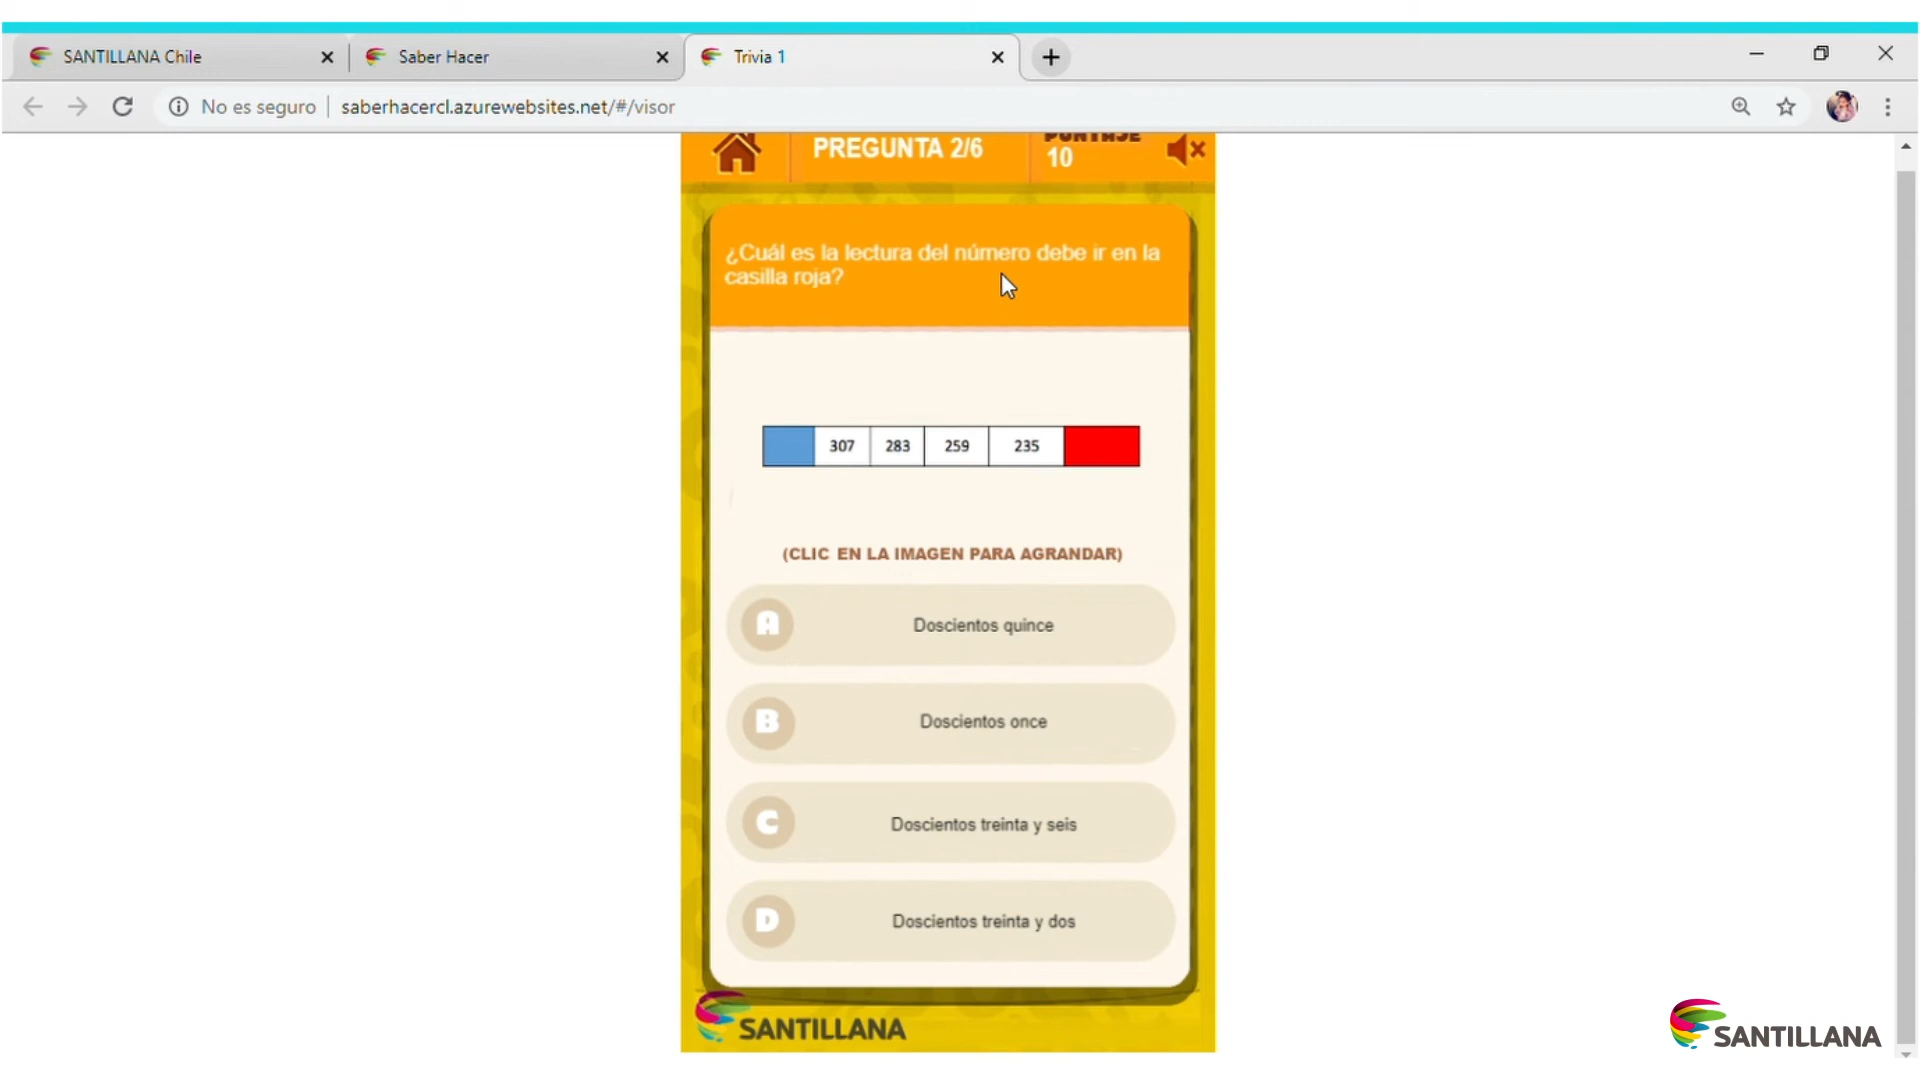 SANTILLANA Chile
Saber Hacer
Trivia 1
No es seguro
saberhacercl.azurewebsites.net/#/visor
PREGUNTA 2/6
PUNTAJE
10
¿Cuál es la lectura del número debe ir en la
casilla roja?
307 283 259 235
(CLIC EN LA IMAGEN PARA AGRANDAR)
A Doscientos quince
B Doscientos once
C Doscientos treinta y seis
D Doscientos treinta y dos
SANTILLANA
SANTILLANA